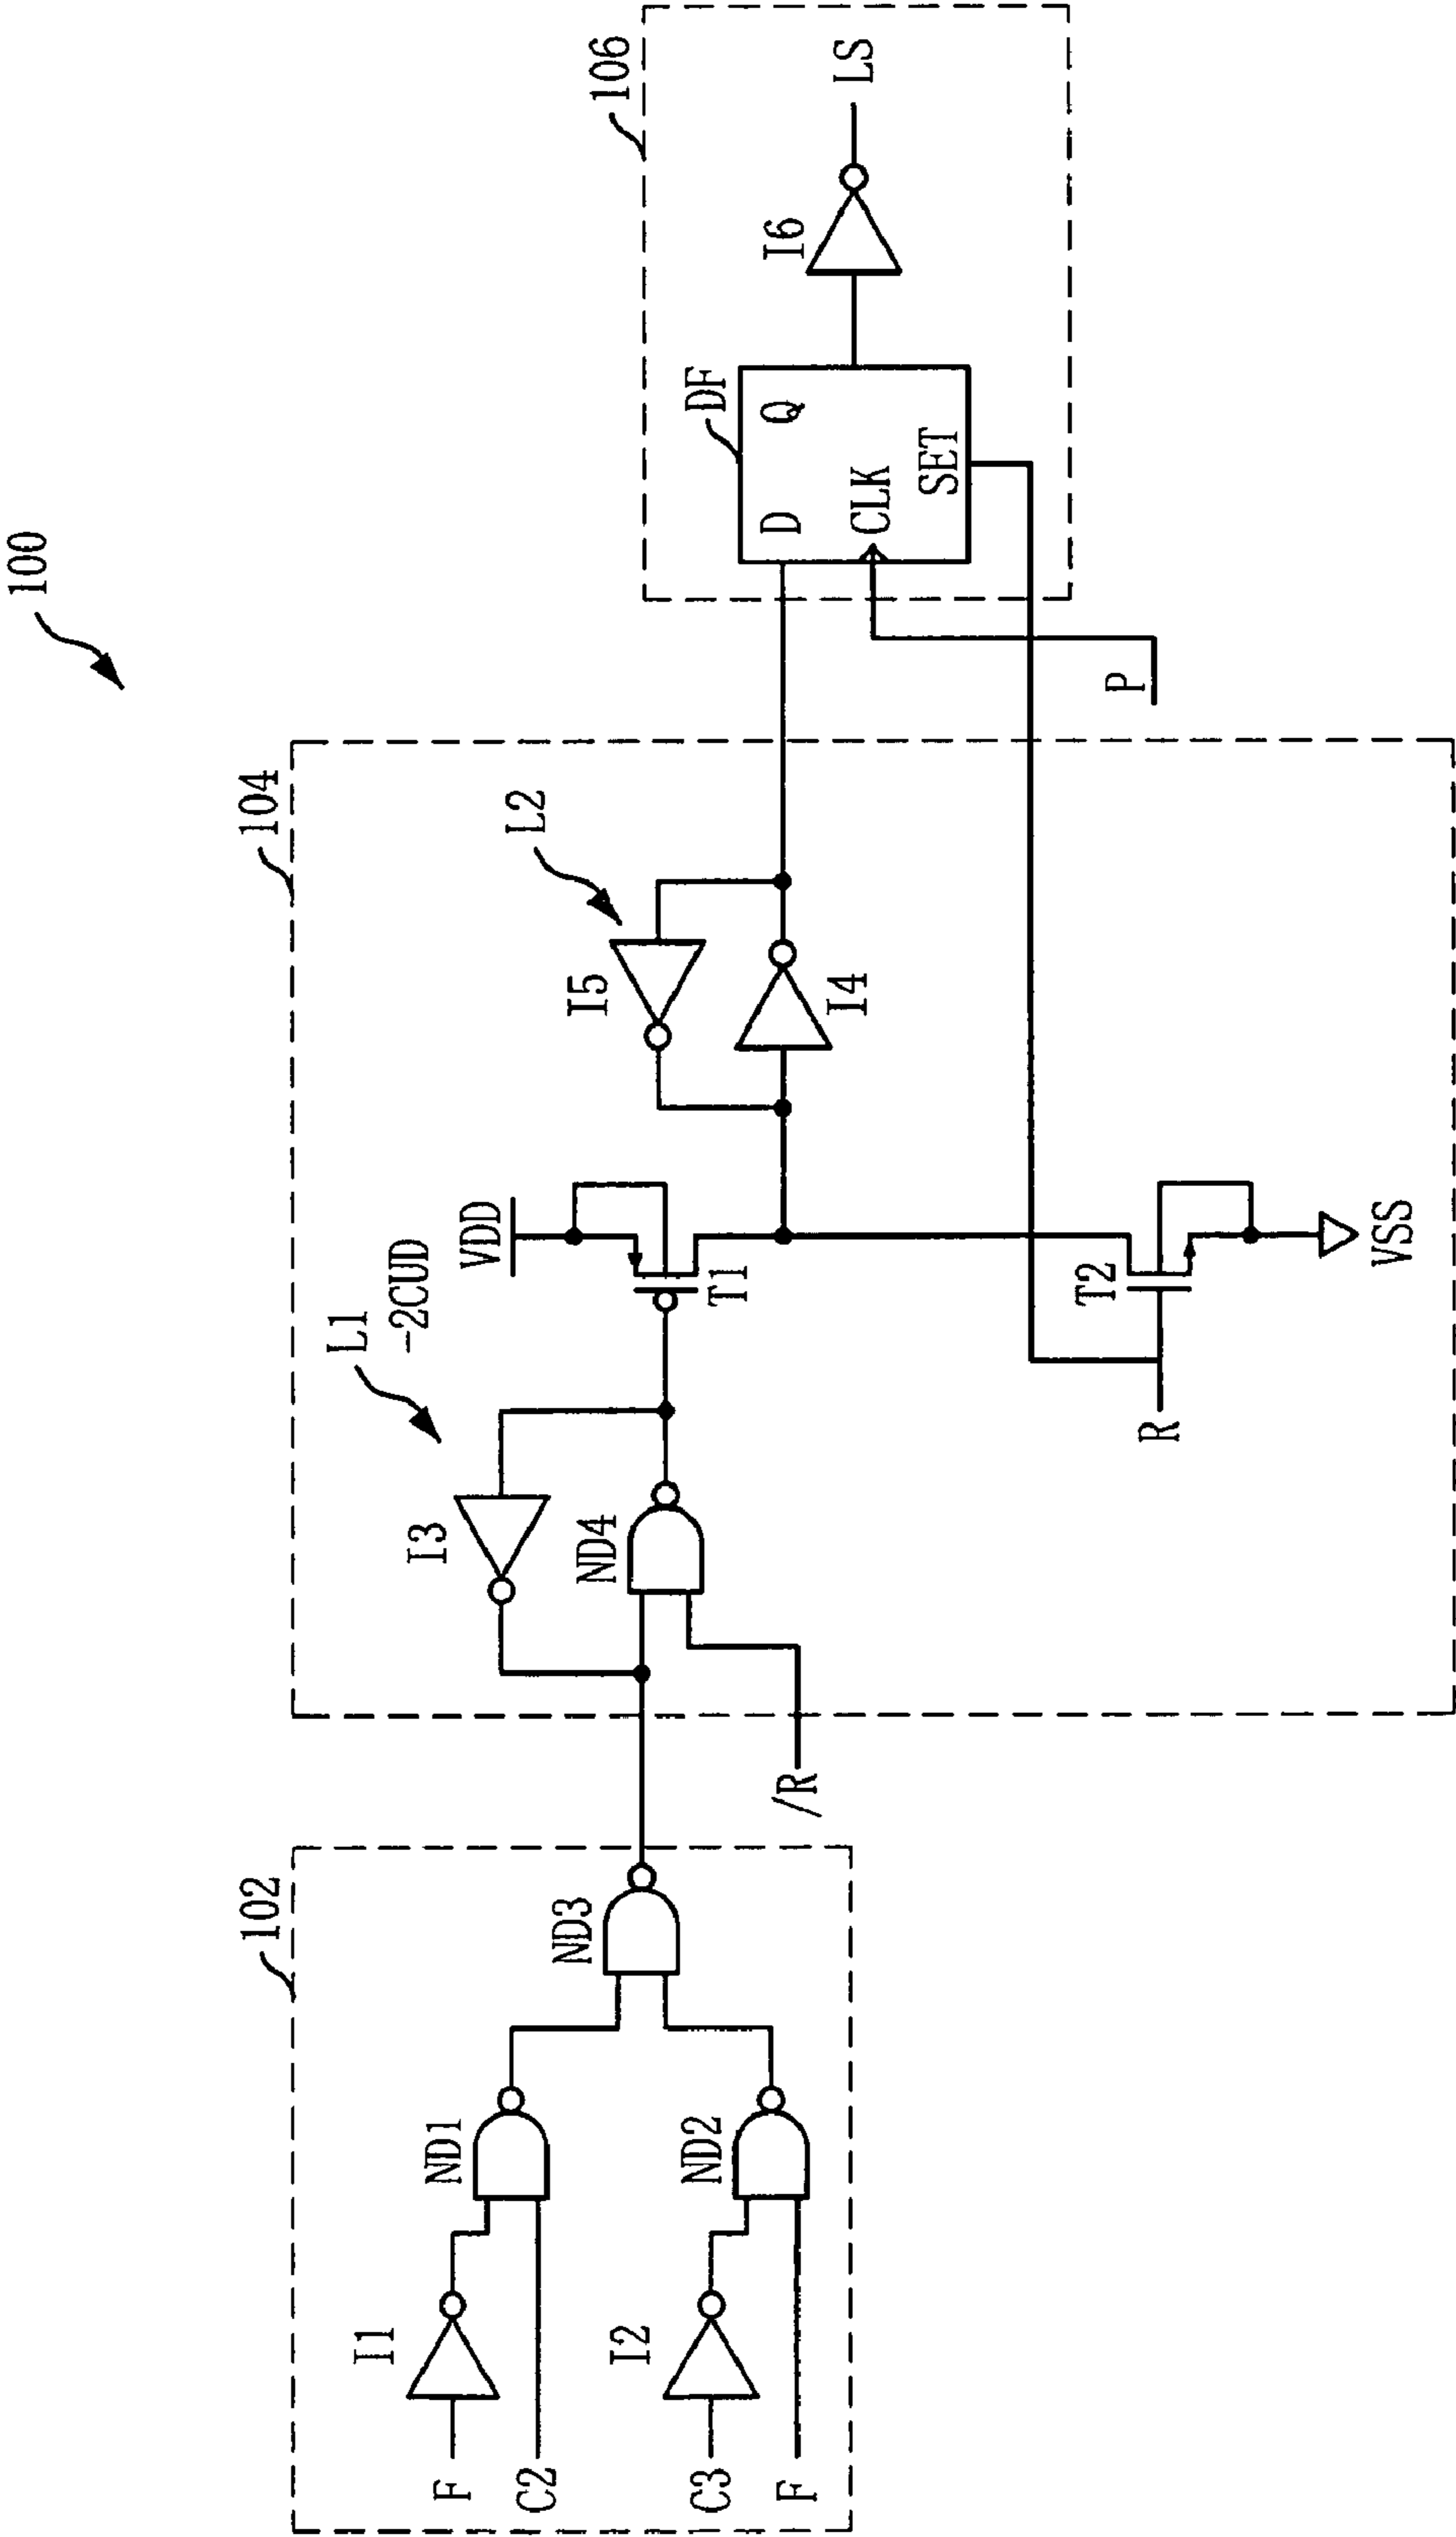 100
102
F
I1
C2
ND1
C3
I2
F
ND2
ND3
104
/R
I3
ND4
L1
-2CUD
VDD
T1
R
T2
VSS
L2
I5
I4
P
106
DF
D
Q
CLK
SET
I6
LS